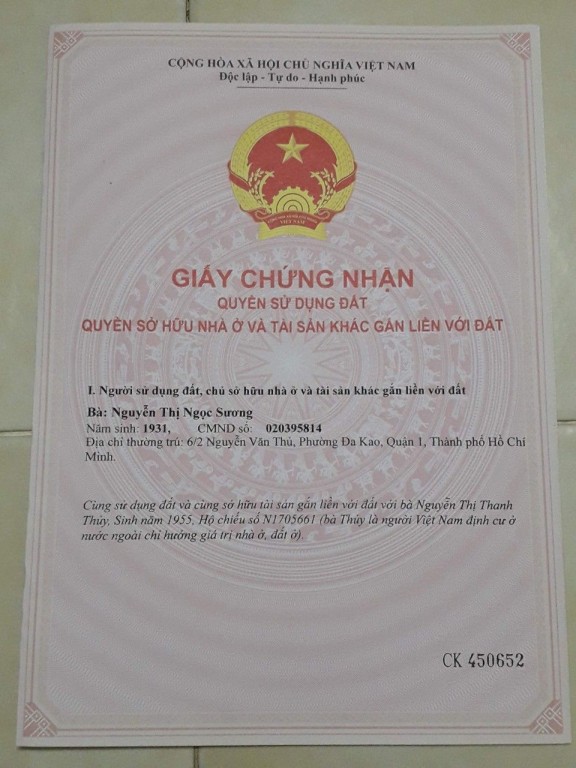 CỘNG HÒA XÃ HỘI CHỦ NGHĨA VIỆT NAM
Độc lập - Tự do - Hạnh phúc
VIỆT NAM
GIẤY CHỨNG NHẬN
QUYỀN SỬ DỤNG ĐẤT
QUYỀN SỞ HỮU NHÀ Ở VÀ TÀI SẢN KHÁC GẮN LIỀN VỚI ĐẤT
I. Người sử dụng đất, chủ sở hữu nhà ở và tài sản khác gắn liền với đất
Bà: Nguyễn Thị Ngọc Sương
Năm sinh: 1931, CMND số: 020395814
Địa chỉ thường trú: 6/2 Nguyễn Văn Thủ, Phường Đa Kao, Quận 1, Thành phố Hồ Chí
Minh.
Cùng sử dụng đất và cùng sở hữu tài sản gắn liền với đất với bà Nguyễn Thị Thanh
Thủy, Sinh năm 1955, Hộ chiếu số N1705661 (bà Thủy là người Việt Nam định cư ở
nước ngoài chỉ hưởng giá trị nhà ở, đất ở).
CK 450652